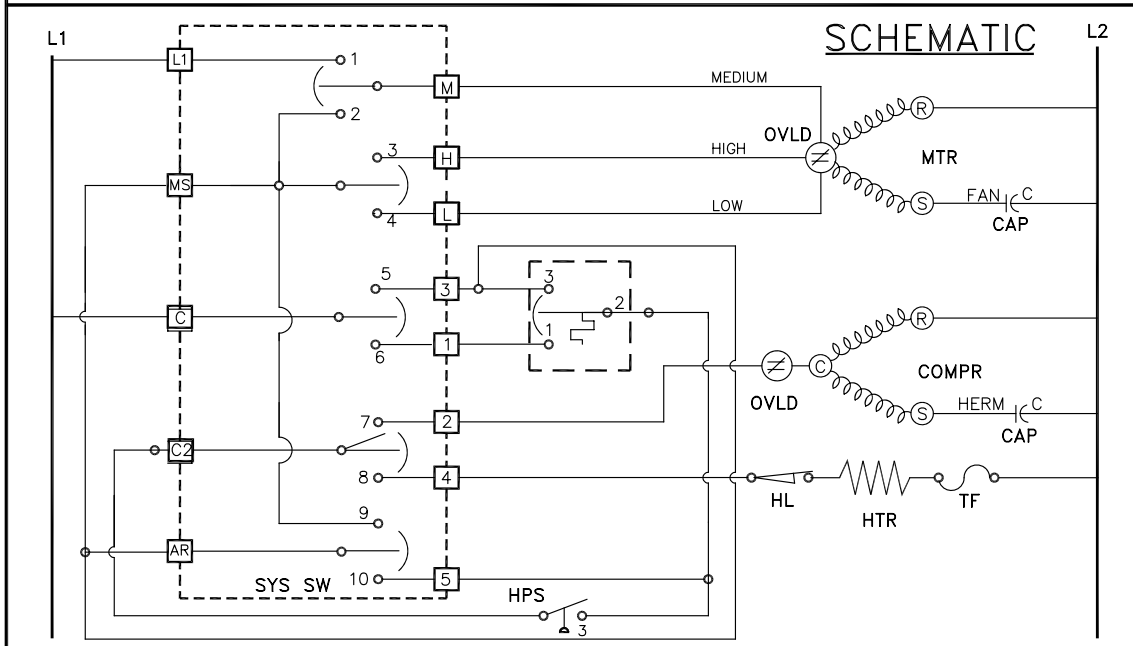 SCHEMATIC
L1
L2
L1
1
M
MEDIUM
2
OVLD
R
3
H
HIGH
MTR
MS
4
L
LOW
S
FAN
C
CAP
5
3
3
2
C
R
6
1
1
COMPR
C
OVLD
7
2
S
HERM
C
CAP
C2
8
4
HL
HTR
TF
9
AR
10
5
SYS SW
HPS
3